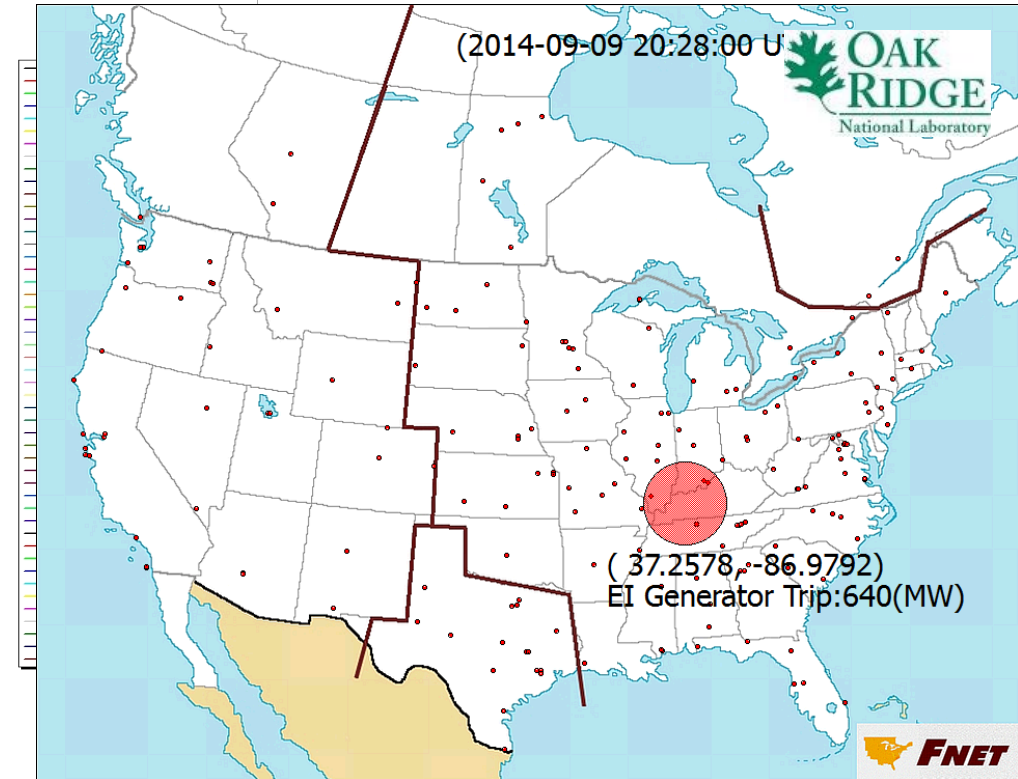 (2014-09-09 20:28:00 U
OAK
RIDGE
National Laboratory
( 37.2578, -86.9792)
EI Generator Trip:640(MW)
FNET